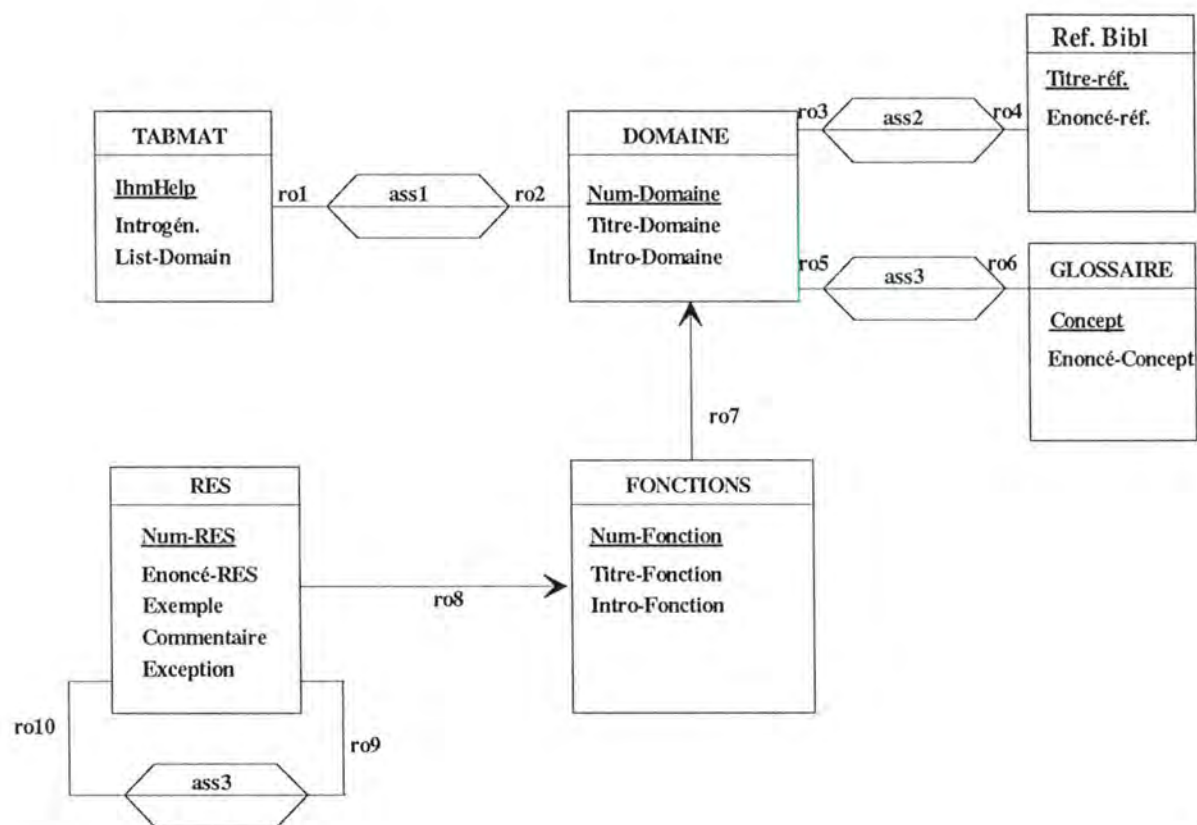 Ref. Bibl
Titre-réf.
Enoncé-réf.
TABMAT
IhmHelp
Introgén.
List-Domain
ro1
ass1
ro2
DOMAINE
Num-Domaine
Titre-Domaine
Intro-Domaine
ro3
ass2
ro4
ro5
ass3
ro6
GLOSSAIRE
Concept
Enoncé-Concept
ro7
RES
Num-RES
Enoncé-RES
Exemple
Commentaire
Exception
ro8
FONCTIONS
Num-Fonction
Titre-Fonction
Intro-Fonction
ro10
ro9
ass3